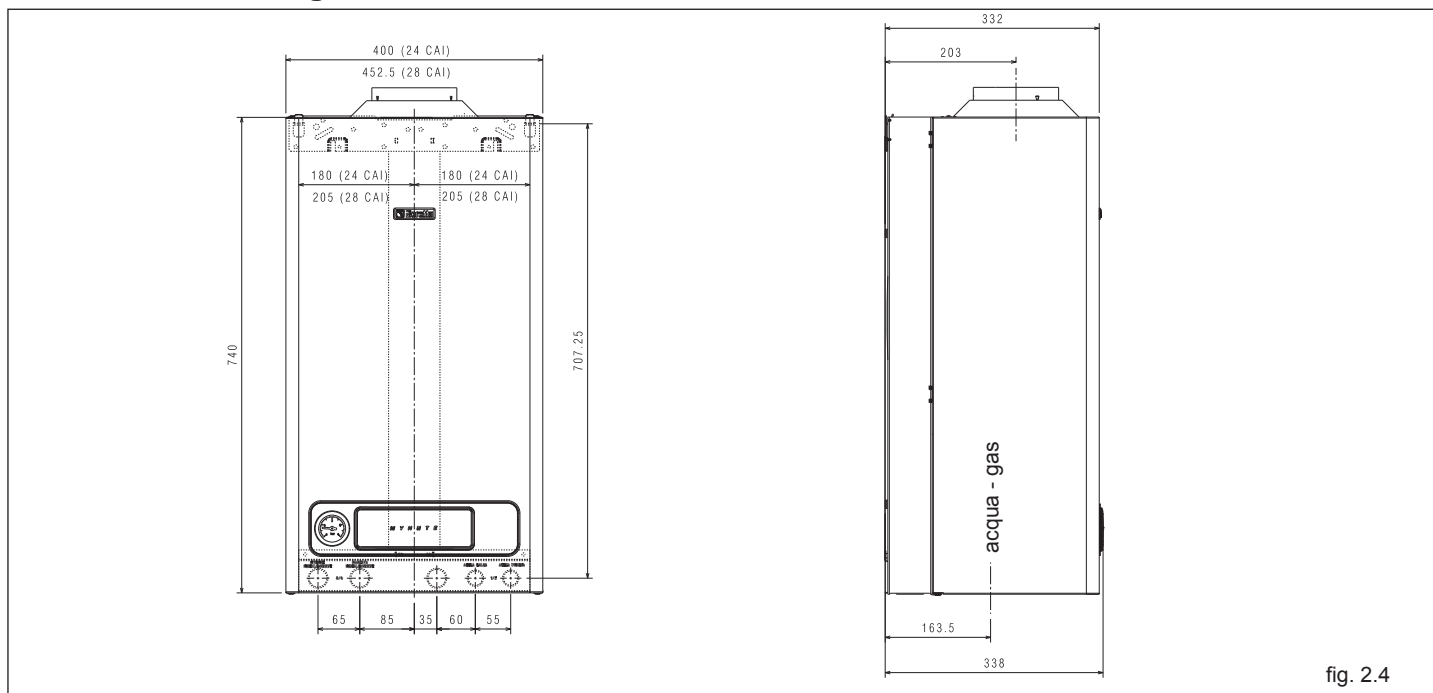 400 (24 CAI)
452.5 (28 CAI)
180 (24 CAI)
180 (24 CAI)
205 (28 CAI)
205 (28 CAI)
740
707.25
MYNUTE
65
85
35
60
55
332
203
acqua - gas
163.5
338
fig. 2.4